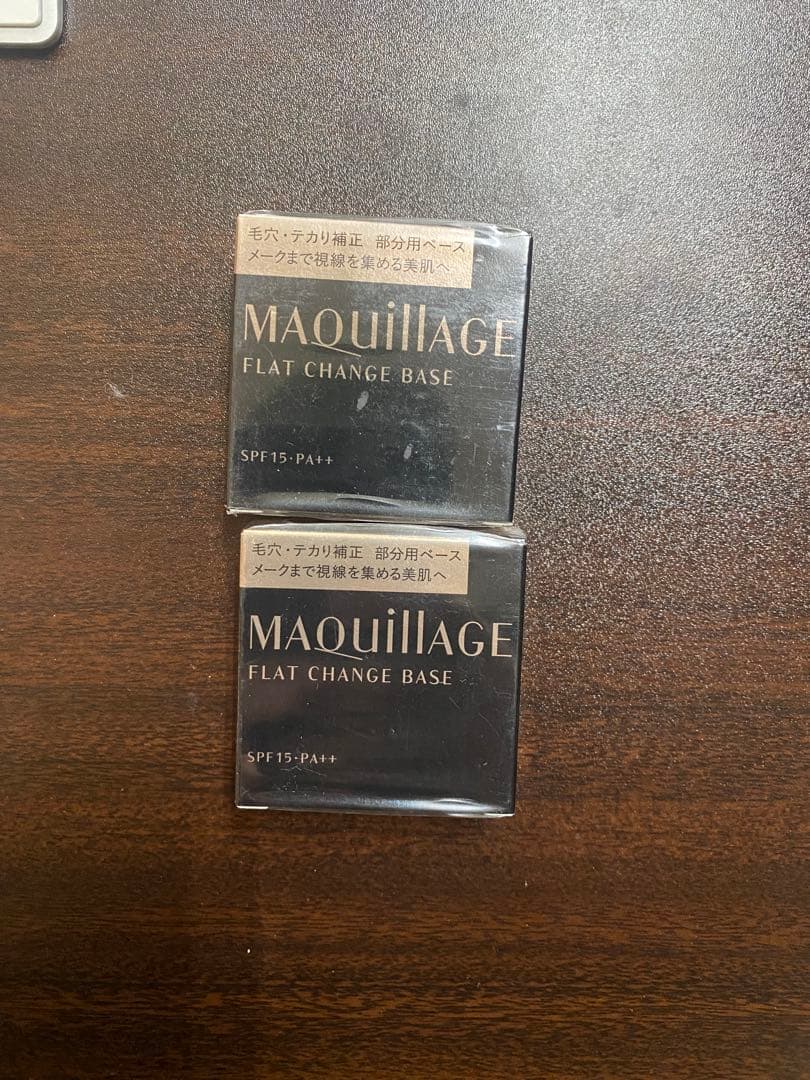 毛穴・テカり補正 部分用ベース
メークまで視線を集める美肌へ
MAQuillAGE
FLAT CHANGE BASE
SPF15・PA++
毛穴・テカり補正 部分用ベース
メークまで視線を集める美肌へ
MAQuillAGE
FLAT CHANGE BASE
SPF15・PA++